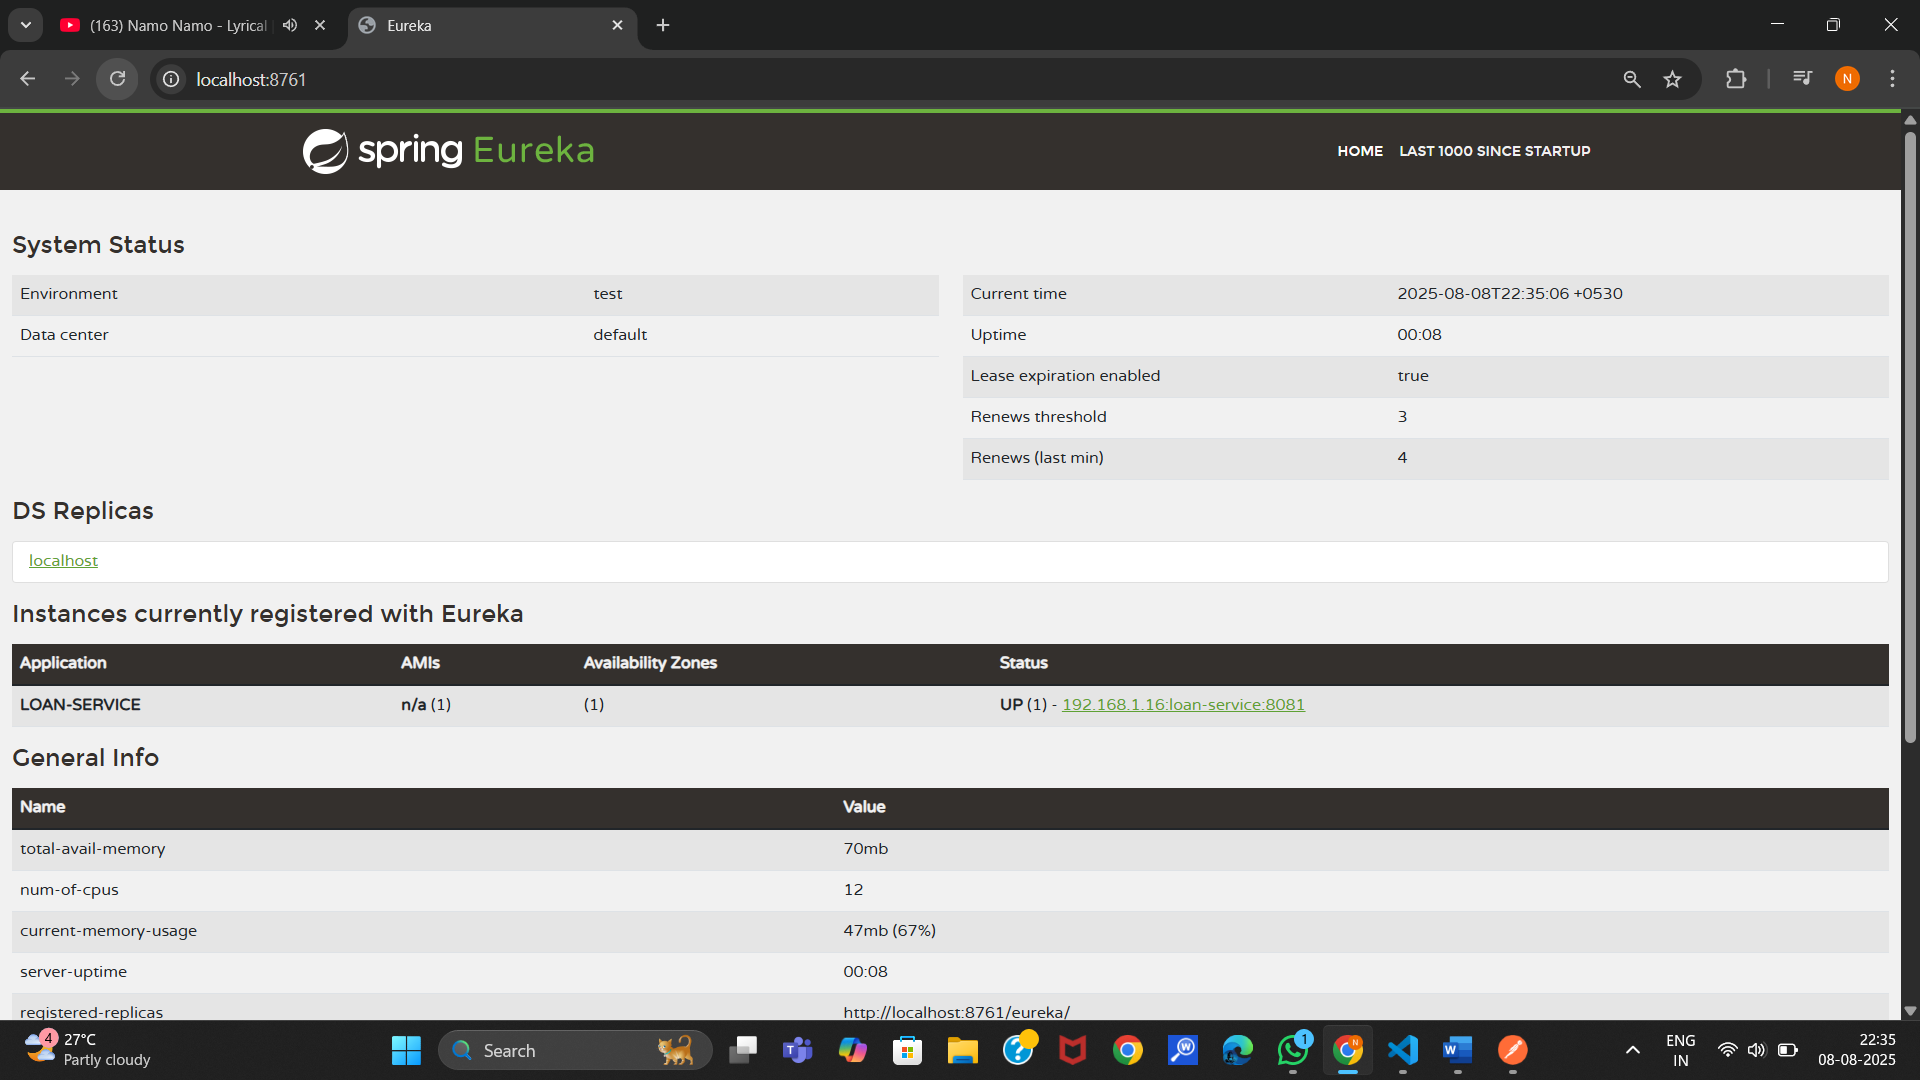 (163) Namo Namo - Lyrical
Eureka
localhost:8761
N
spring Eureka
HOME LAST 1000 SINCE STARTUP
System Status
Environment test
Data center default
Current time 2025-08-08T22:35:06 +0530
Uptime 00:08
Lease expiration enabled true
Renews threshold 3
Renews (last min) 4
DS Replicas
localhost
Instances currently registered with Eureka
Application AMIs Availability Zones Status
LOAN-SERVICE n/a (1) (1) UP (1) - 192.168.1.16:loan-service:8081
General Info
Name Value
total-avail-memory 70mb
num-of-cpus 12
current-memory-usage 47mb (67%)
server-uptime 00:08
registered-replicas http://localhost:8761/eureka/
4 27°C
Partly cloudy
Search
1
ENG
IN
22:35
08-08-2025